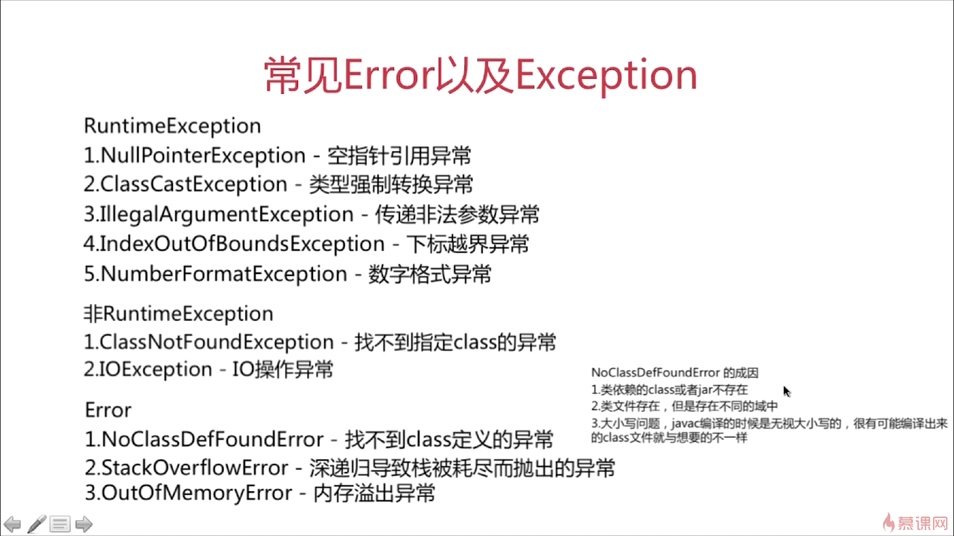 常见Error以及Exception
RuntimeException
1.NullPointerException - 空指针引用异常
2.ClassCastException - 类型强制转换异常
3.IllegalArgumentException - 传递非法参数异常
4.IndexOutOfBoundsException - 下标越界异常
5.NumberFormatException - 数字格式异常
非RuntimeException
1.ClassNotFoundException - 找不到指定class的异常
2.IOException - IO操作异常
Error
1.NoClassDefFoundError - 找不到class定义的异常
2.StackOverflowError - 深递归导致栈被耗尽而抛出的异常
3.OutOfMemoryError - 内存溢出异常
NoClassDefFoundError 的成因
1.类依赖的class或者jar不存在
2.类文件存在，但是存在不同的域中
3.大小写问题，javac编译的时候是无视大小写的，很有可能编译出来
的class文件就与想要的不一样
慕课网